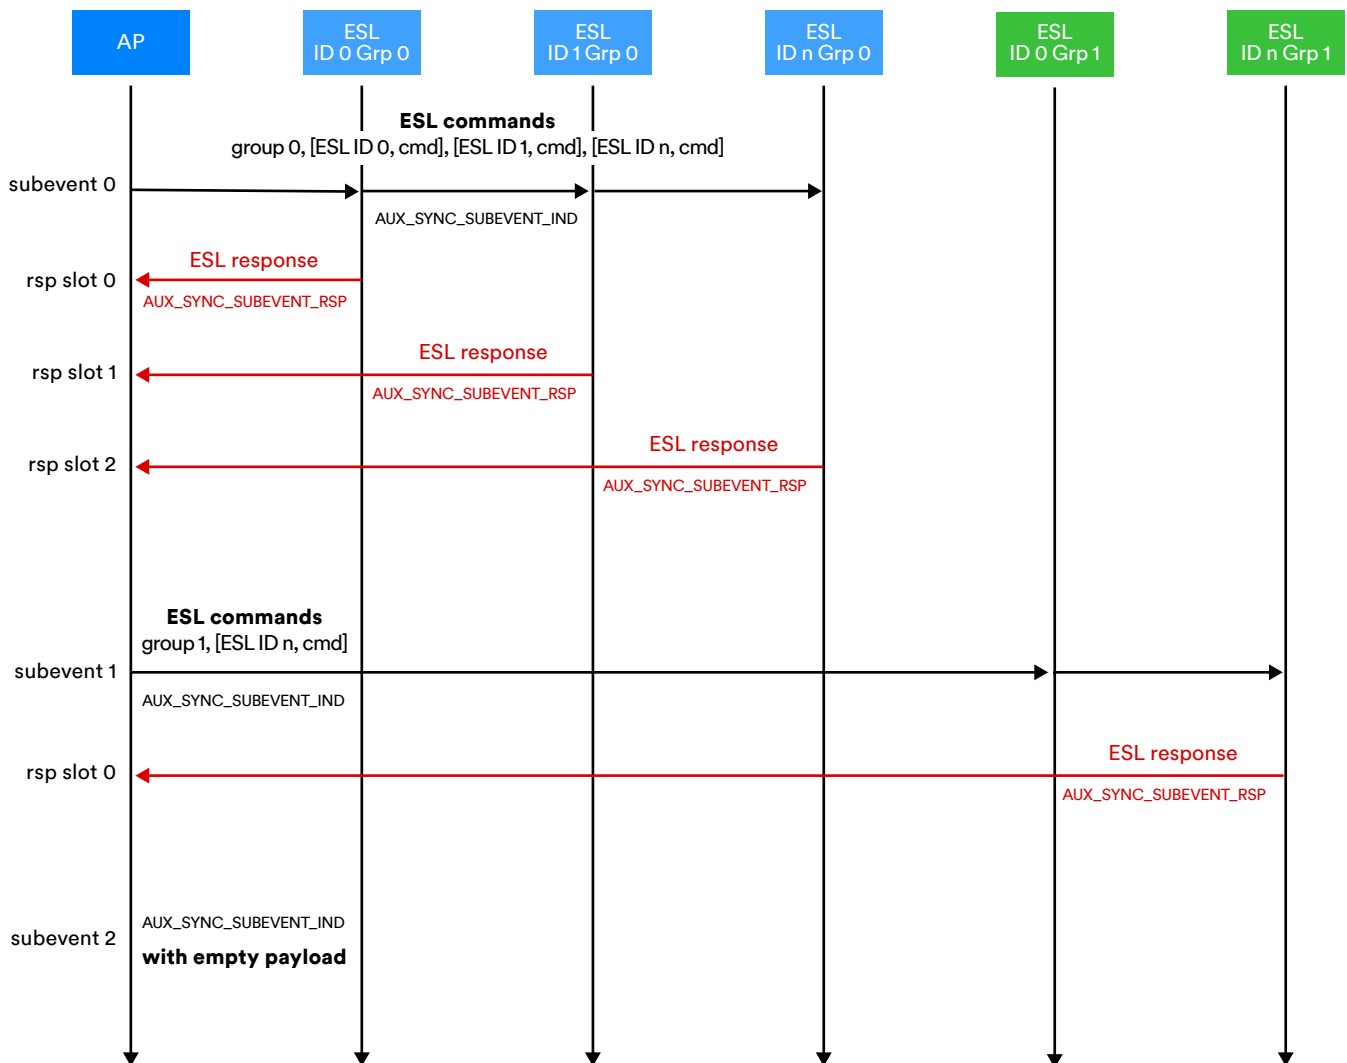 AP
ESL
ID 0 Grp 0
ESL
ID 1 Grp 0
ESL
ID n Grp 0
ESL
ID 0 Grp 1
ESL
ID n Grp 1
ESL commands
group 0, [ESL ID 0, cmd], [ESL ID 1, cmd], [ESL ID n, cmd]
subevent 0
AUX_SYNC_SUBEVENT_IND
ESL response
rsp slot 0
AUX_SYNC_SUBEVENT_RSP
ESL response
rsp slot 1
AUX_SYNC_SUBEVENT_RSP
ESL response
rsp slot 2
AUX_SYNC_SUBEVENT_RSP
ESL commands
group 1, [ESL ID n, cmd]
subevent 1
AUX_SYNC_SUBEVENT_IND
ESL response
rsp slot 0
AUX_SYNC_SUBEVENT_RSP
AUX_SYNC_SUBEVENT_IND
subevent 2
with empty payload